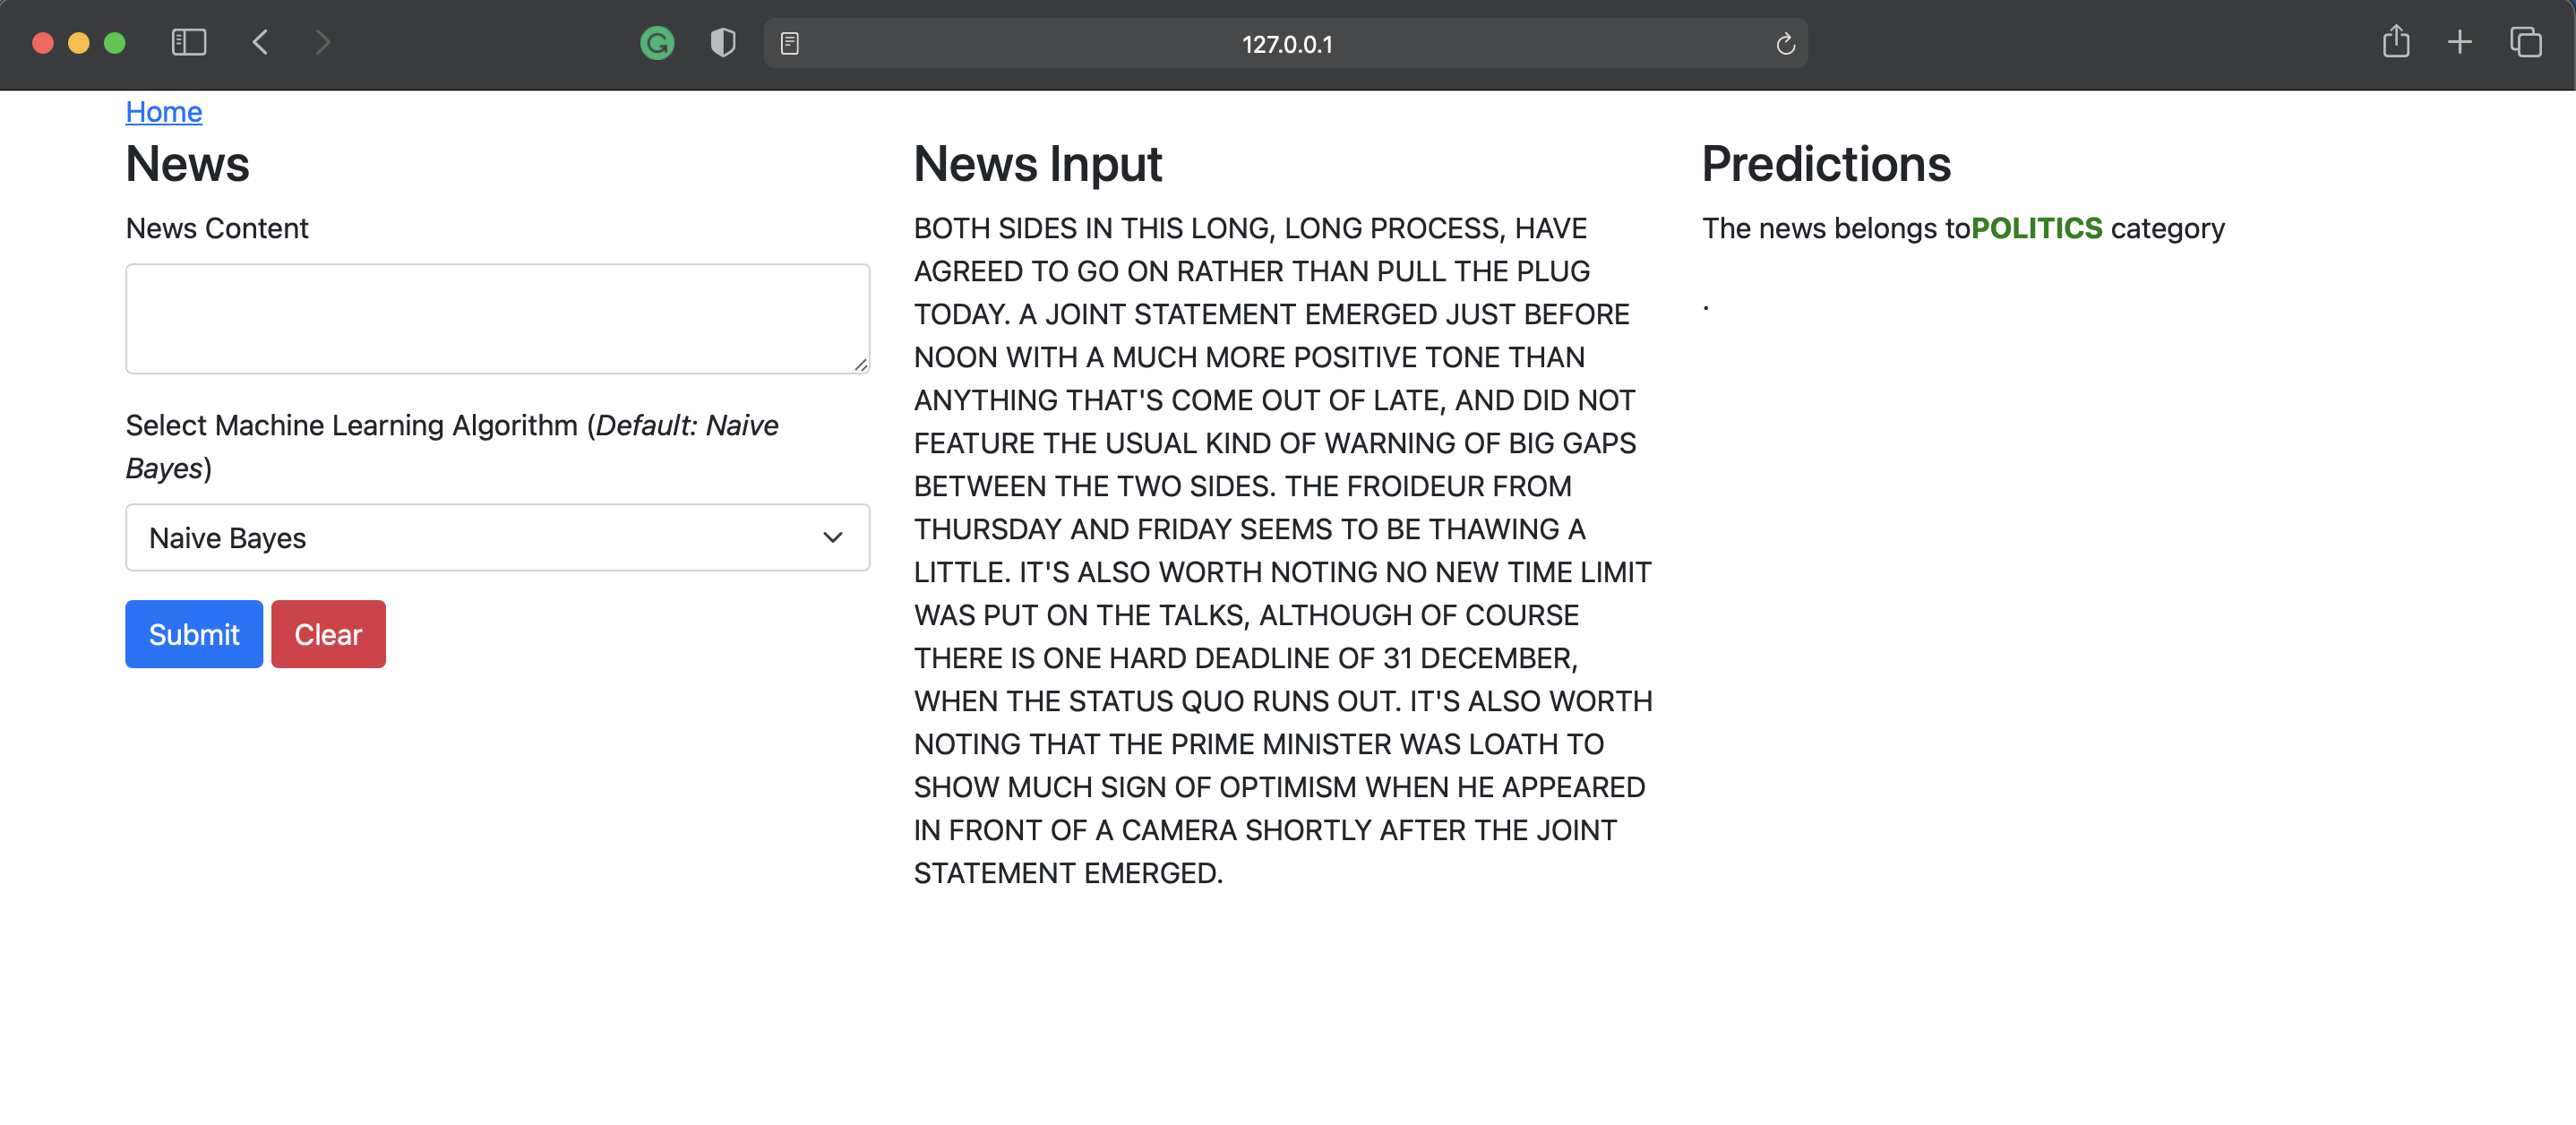 127.0.0.1
Home
News
News Content
Select Machine Learning Algorithm (Default: Naive
Bayes)
Naive Bayes
Submit Clear
News Input
BOTH SIDES IN THIS LONG, LONG PROCESS, HAVE
AGREED TO GO ON RATHER THAN PULL THE PLUG
TODAY. A JOINT STATEMENT EMERGED JUST BEFORE
NOON WITH A MUCH MORE POSITIVE TONE THAN
ANYTHING THAT'S COME OUT OF LATE, AND DID NOT
FEATURE THE USUAL KIND OF WARNING OF BIG GAPS
BETWEEN THE TWO SIDES. THE FROIDEUR FROM
THURSDAY AND FRIDAY SEEMS TO BE THAWING A
LITTLE. IT'S ALSO WORTH NOTING NO NEW TIME LIMIT
WAS PUT ON THE TALKS, ALTHOUGH OF COURSE
THERE IS ONE HARD DEADLINE OF 31 DECEMBER,
WHEN THE STATUS QUO RUNS OUT. IT'S ALSO WORTH
NOTING THAT THE PRIME MINISTER WAS LOATH TO
SHOW MUCH SIGN OF OPTIMISM WHEN HE APPEARED
IN FRONT OF A CAMERA SHORTLY AFTER THE JOINT
STATEMENT EMERGED.
Predictions
The news belongs toPOLITICS category
.